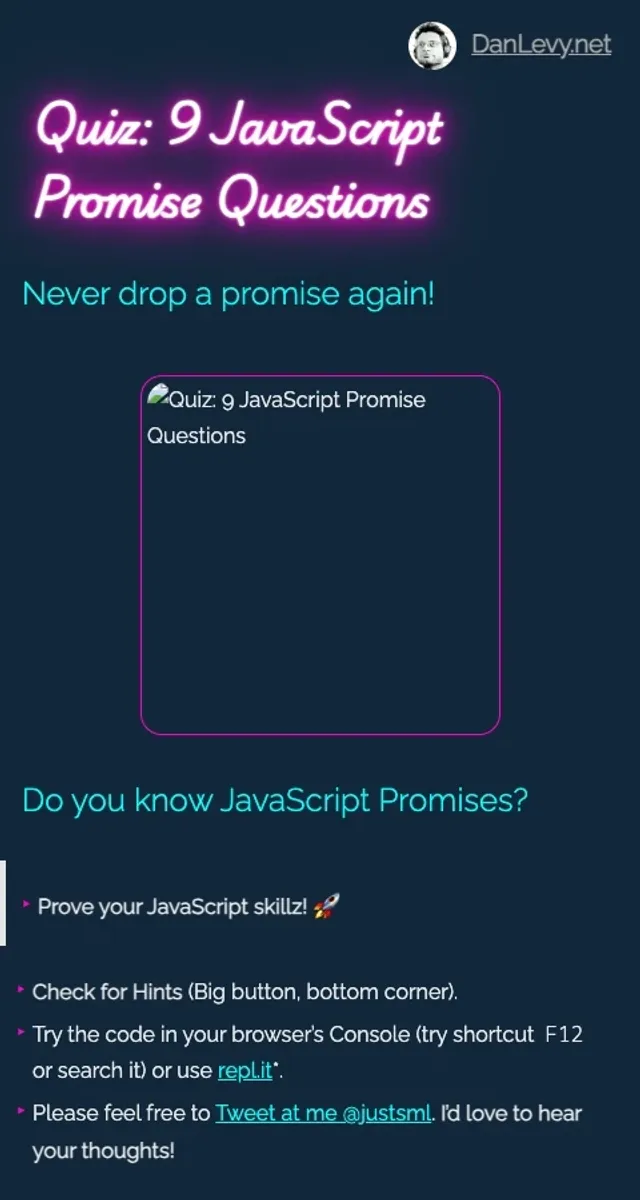 DanLevy.net
Quiz: 9 JavaScript
Promise Questions
Never drop a promise again!
Quiz: 9 JavaScript Promise
Questions
Do you know JavaScript Promises?
Prove your JavaScript skillz! 🚀
Check for Hints (Big button, bottom corner).
Try the code in your browser's Console (try shortcut F12
or search it) or use repl.it*.
Please feel free to Tweet at me @justsml. I'd love to hear
your thoughts!